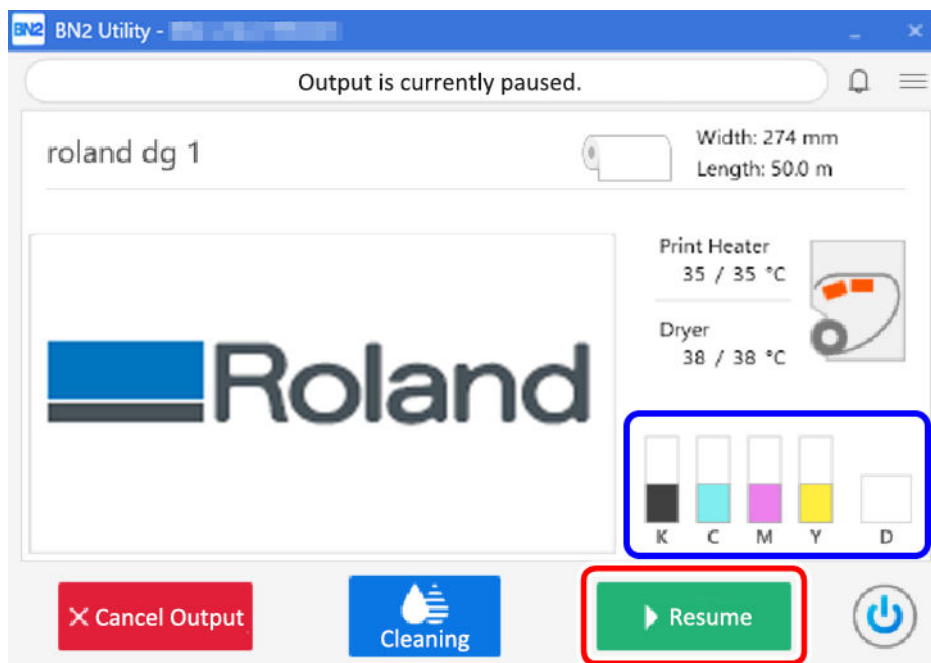 BN2 BN2 Utility -
Output is currently paused.
roland dg 1
Width: 274 mm
Length: 50.0 m
Print Heater
35 / 35 °C
Dryer
38 / 38 °C
Roland
K C M Y D
Cancel Output
Cleaning
Resume